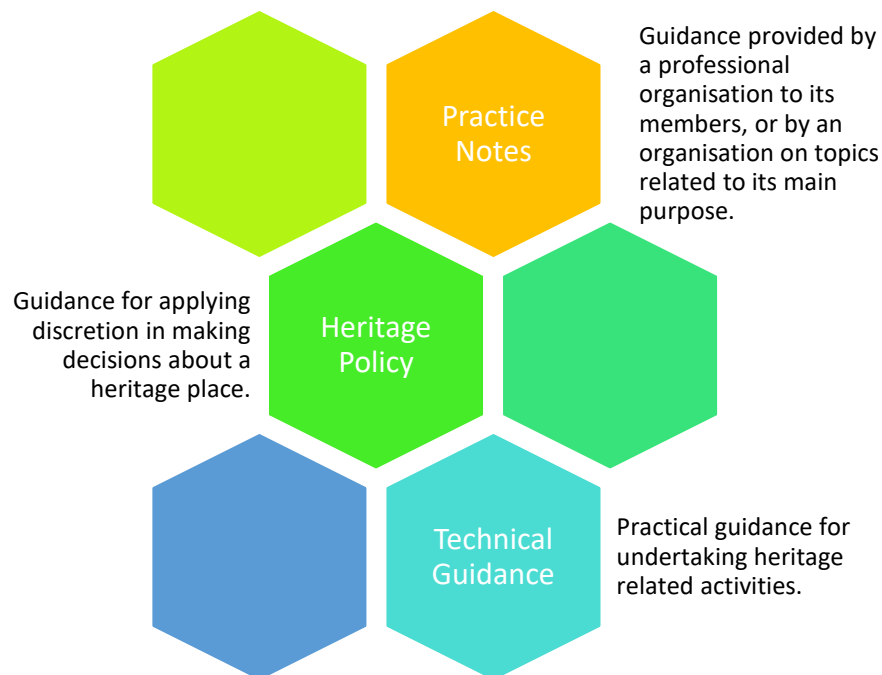 Practice
Notes
Guidance provided by
a professional
organisation to its
members, or by an
organisation on topics
related to its main
purpose.
Guidance for applying
discretion in making
decisions about a
heritage place.
Heritage
Policy
Technical
Guidance
Practical guidance for
undertaking heritage
related activities.